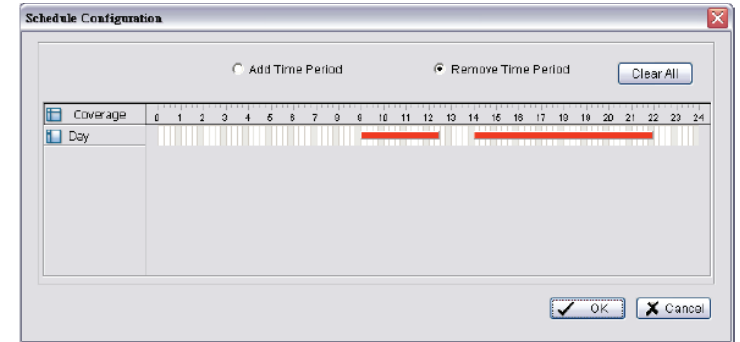 Schedule Configuration
Add Time Period
Remove Time Period
Clear All
Coverage 0 1 2 3 4 5 6 7 8 9 10 11 12 13 14 15 16 17 18 19 20 21 22 23 24
Day
OK
Cancel